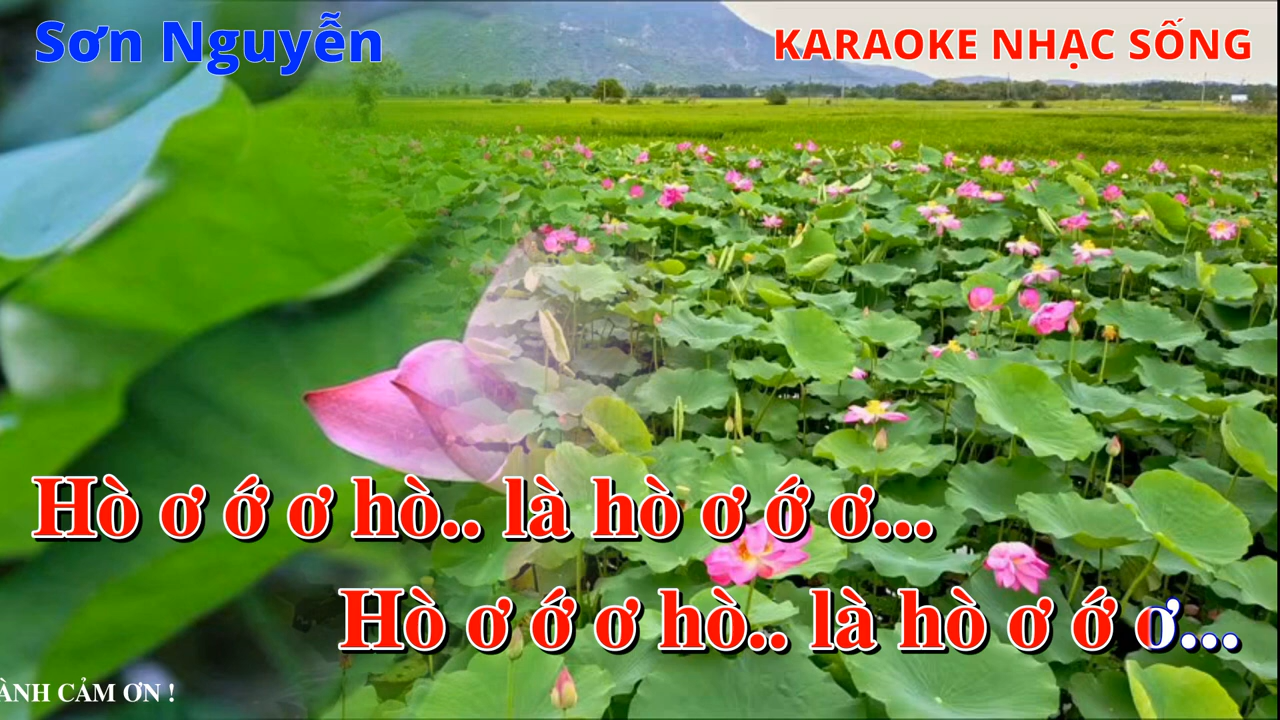 Sơn Nguyễn
KARAOKE NHẠC SỐNG
Hò ơ ớ ơ hò.. là hò ơ ớ ơ...
Hò ơ ớ ơ hò.. là hò ơ ớ ơ...
ÀNH CẢM ƠN !